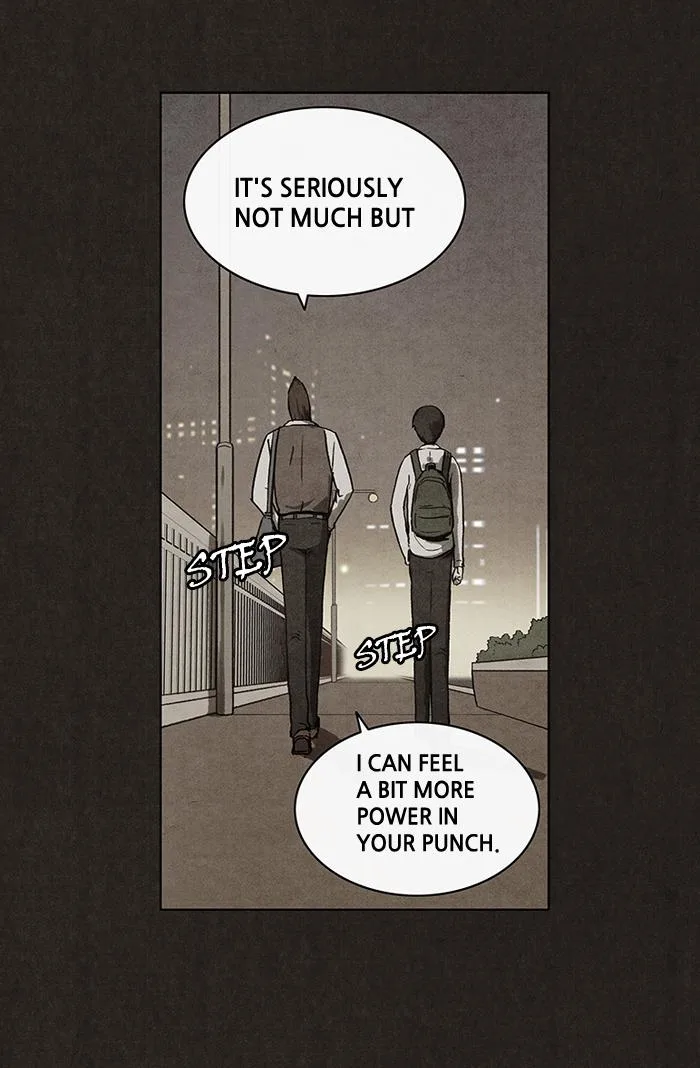 IT'S SERIOUSLY
NOT MUCH BUT
STEP
STEP
I CAN FEEL
A BIT MORE
POWER IN
YOUR PUNCH.